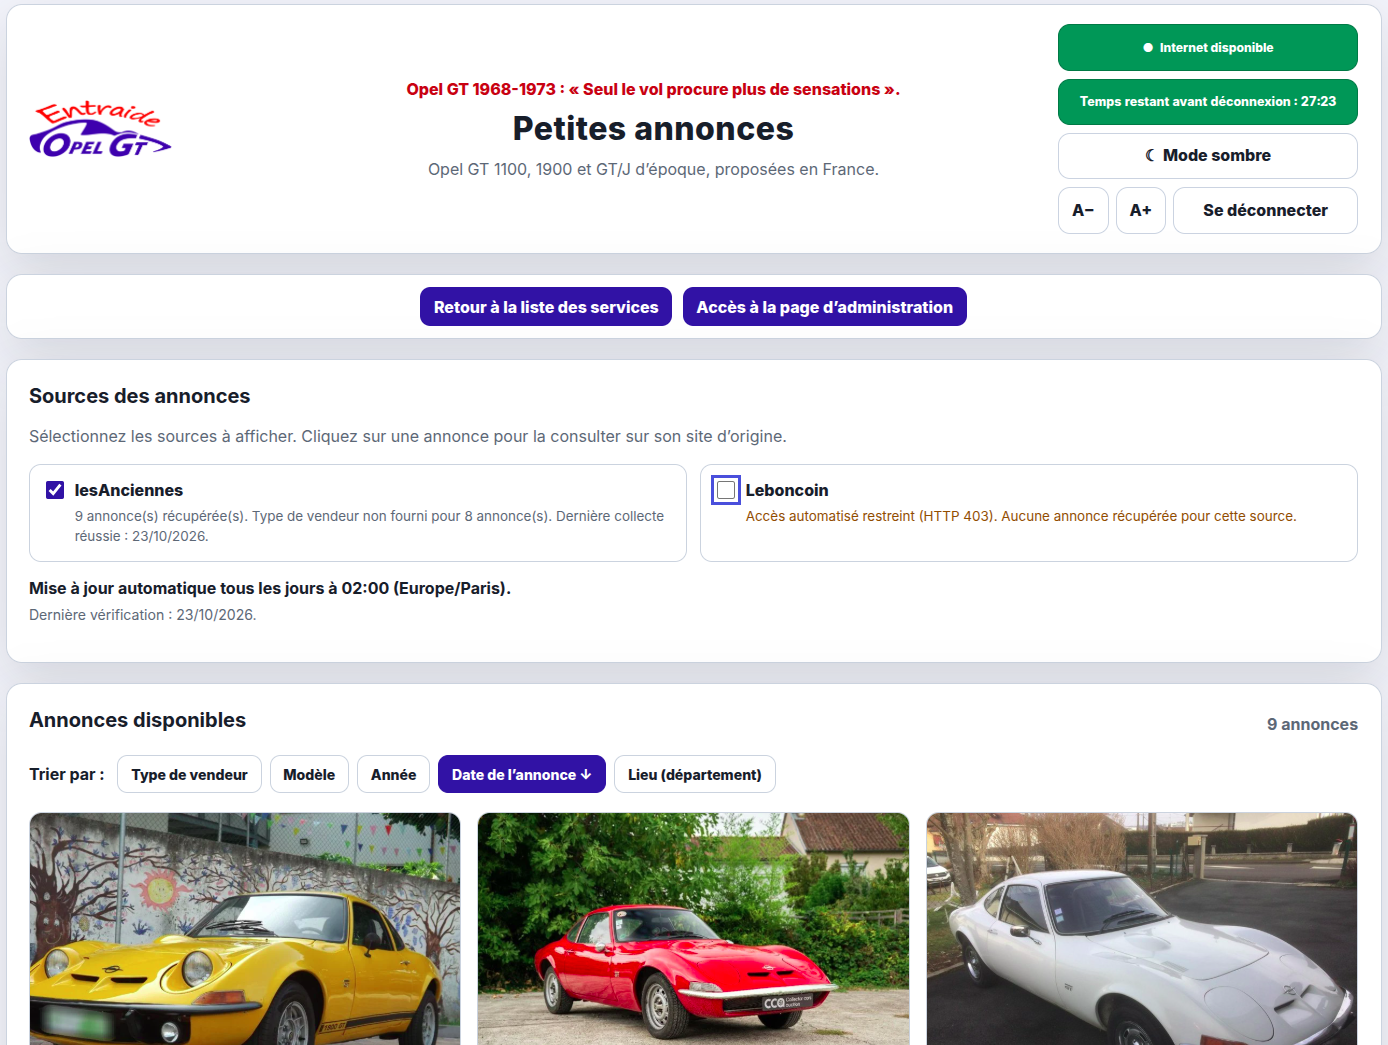 Entraide
OPEL GT
Opel GT 1968-1973 : « Seul le vol procure plus de sensations ».
Petites annonces
Opel GT 1100, 1900 et GT/J d’époque, proposées en France.
● Internet disponible
Temps restant avant déconnexion : 27:23
☾ Mode sombre
A−
A+
Se déconnecter
Retour à la liste des services
Accès à la page d’administration
Sources des annonces
Sélectionnez les sources à afficher. Cliquez sur une annonce pour la consulter sur son site d’origine.
lesAnciennes
9 annonce(s) récupérée(s). Type de vendeur non fourni pour 8 annonce(s). Dernière collecte
réussie : 23/10/2026.
Leboncoin
Accès automatisé restreint (HTTP 403). Aucune annonce récupérée pour cette source.
Mise à jour automatique tous les jours à 02:00 (Europe/Paris).
Dernière vérification : 23/10/2026.
Annonces disponibles
9 annonces
Trier par :
Type de vendeur
Modèle
Année
Date de l’annonce ↓
Lieu (département)
1900 GT
CCA